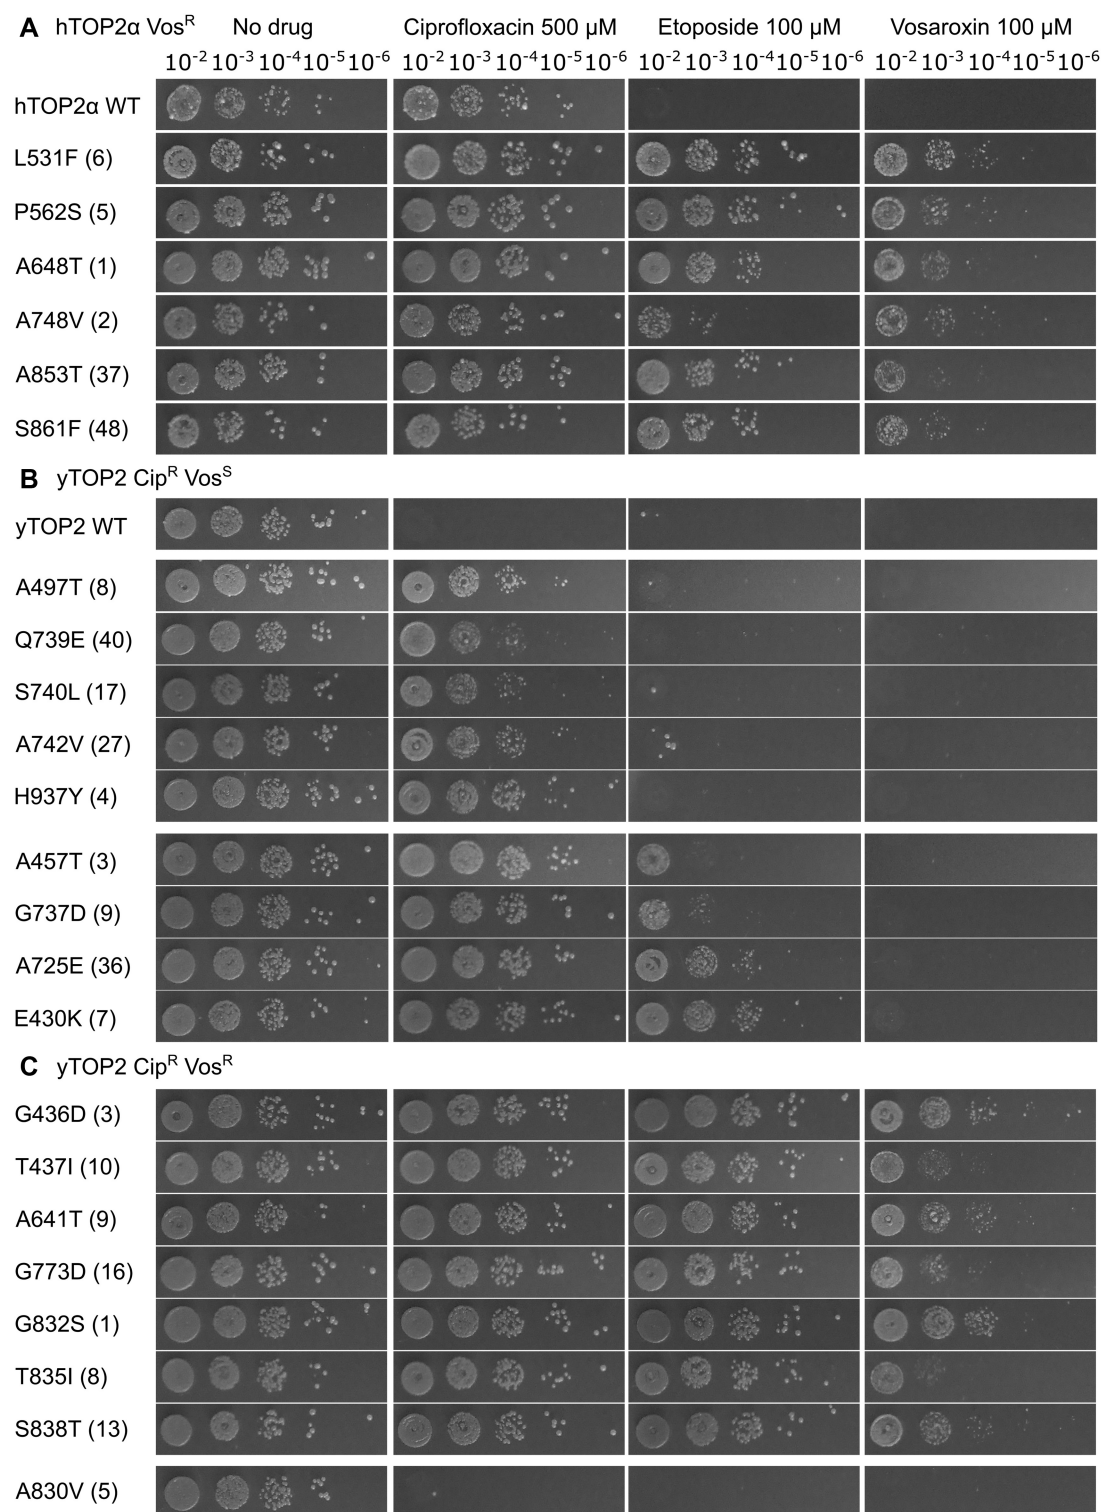 A hTOP2α Vosᴿ No drug Ciprofloxacin 500 µM Etoposide 100 µM Vosaroxin 100 µM
10⁻² 10⁻³ 10⁻⁴ 10⁻⁵ 10⁻⁶ 10⁻² 10⁻³ 10⁻⁴ 10⁻⁵ 10⁻⁶ 10⁻² 10⁻³ 10⁻⁴ 10⁻⁵ 10⁻⁶ 10⁻² 10⁻³ 10⁻⁴ 10⁻⁵ 10⁻⁶
hTOP2α WT
L531F (6)
P562S (5)
A648T (1)
A748V (2)
A853T (37)
S861F (48)
B yTOP2 Cipᴿ Vosˢ
yTOP2 WT
A497T (8)
Q739E (40)
S740L (17)
A742V (27)
H937Y (4)
A457T (3)
G737D (9)
A725E (36)
E430K (7)
C yTOP2 Cipᴿ Vosᴿ
G436D (3)
T437I (10)
A641T (9)
G773D (16)
G832S (1)
T835I (8)
S838T (13)
A830V (5)